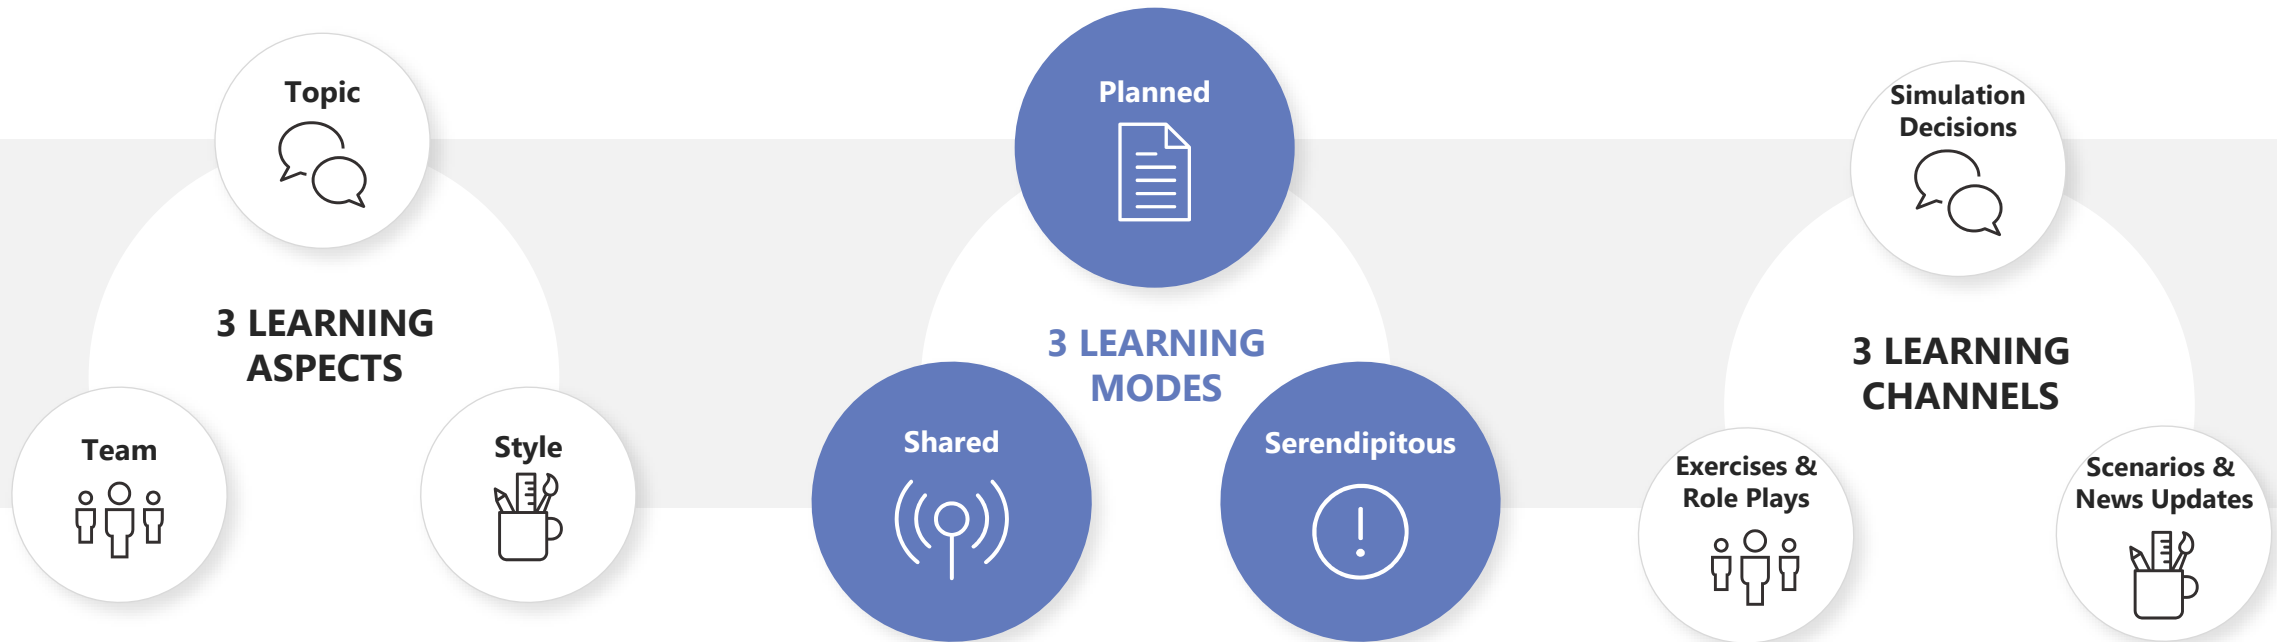 Topic
3 LEARNING
ASPECTS
Team
Style
Planned
3 LEARNING
MODES
Shared
Serendipitous
Simulation
Decisions
3 LEARNING
CHANNELS
Exercises &
Role Plays
Scenarios &
News Updates